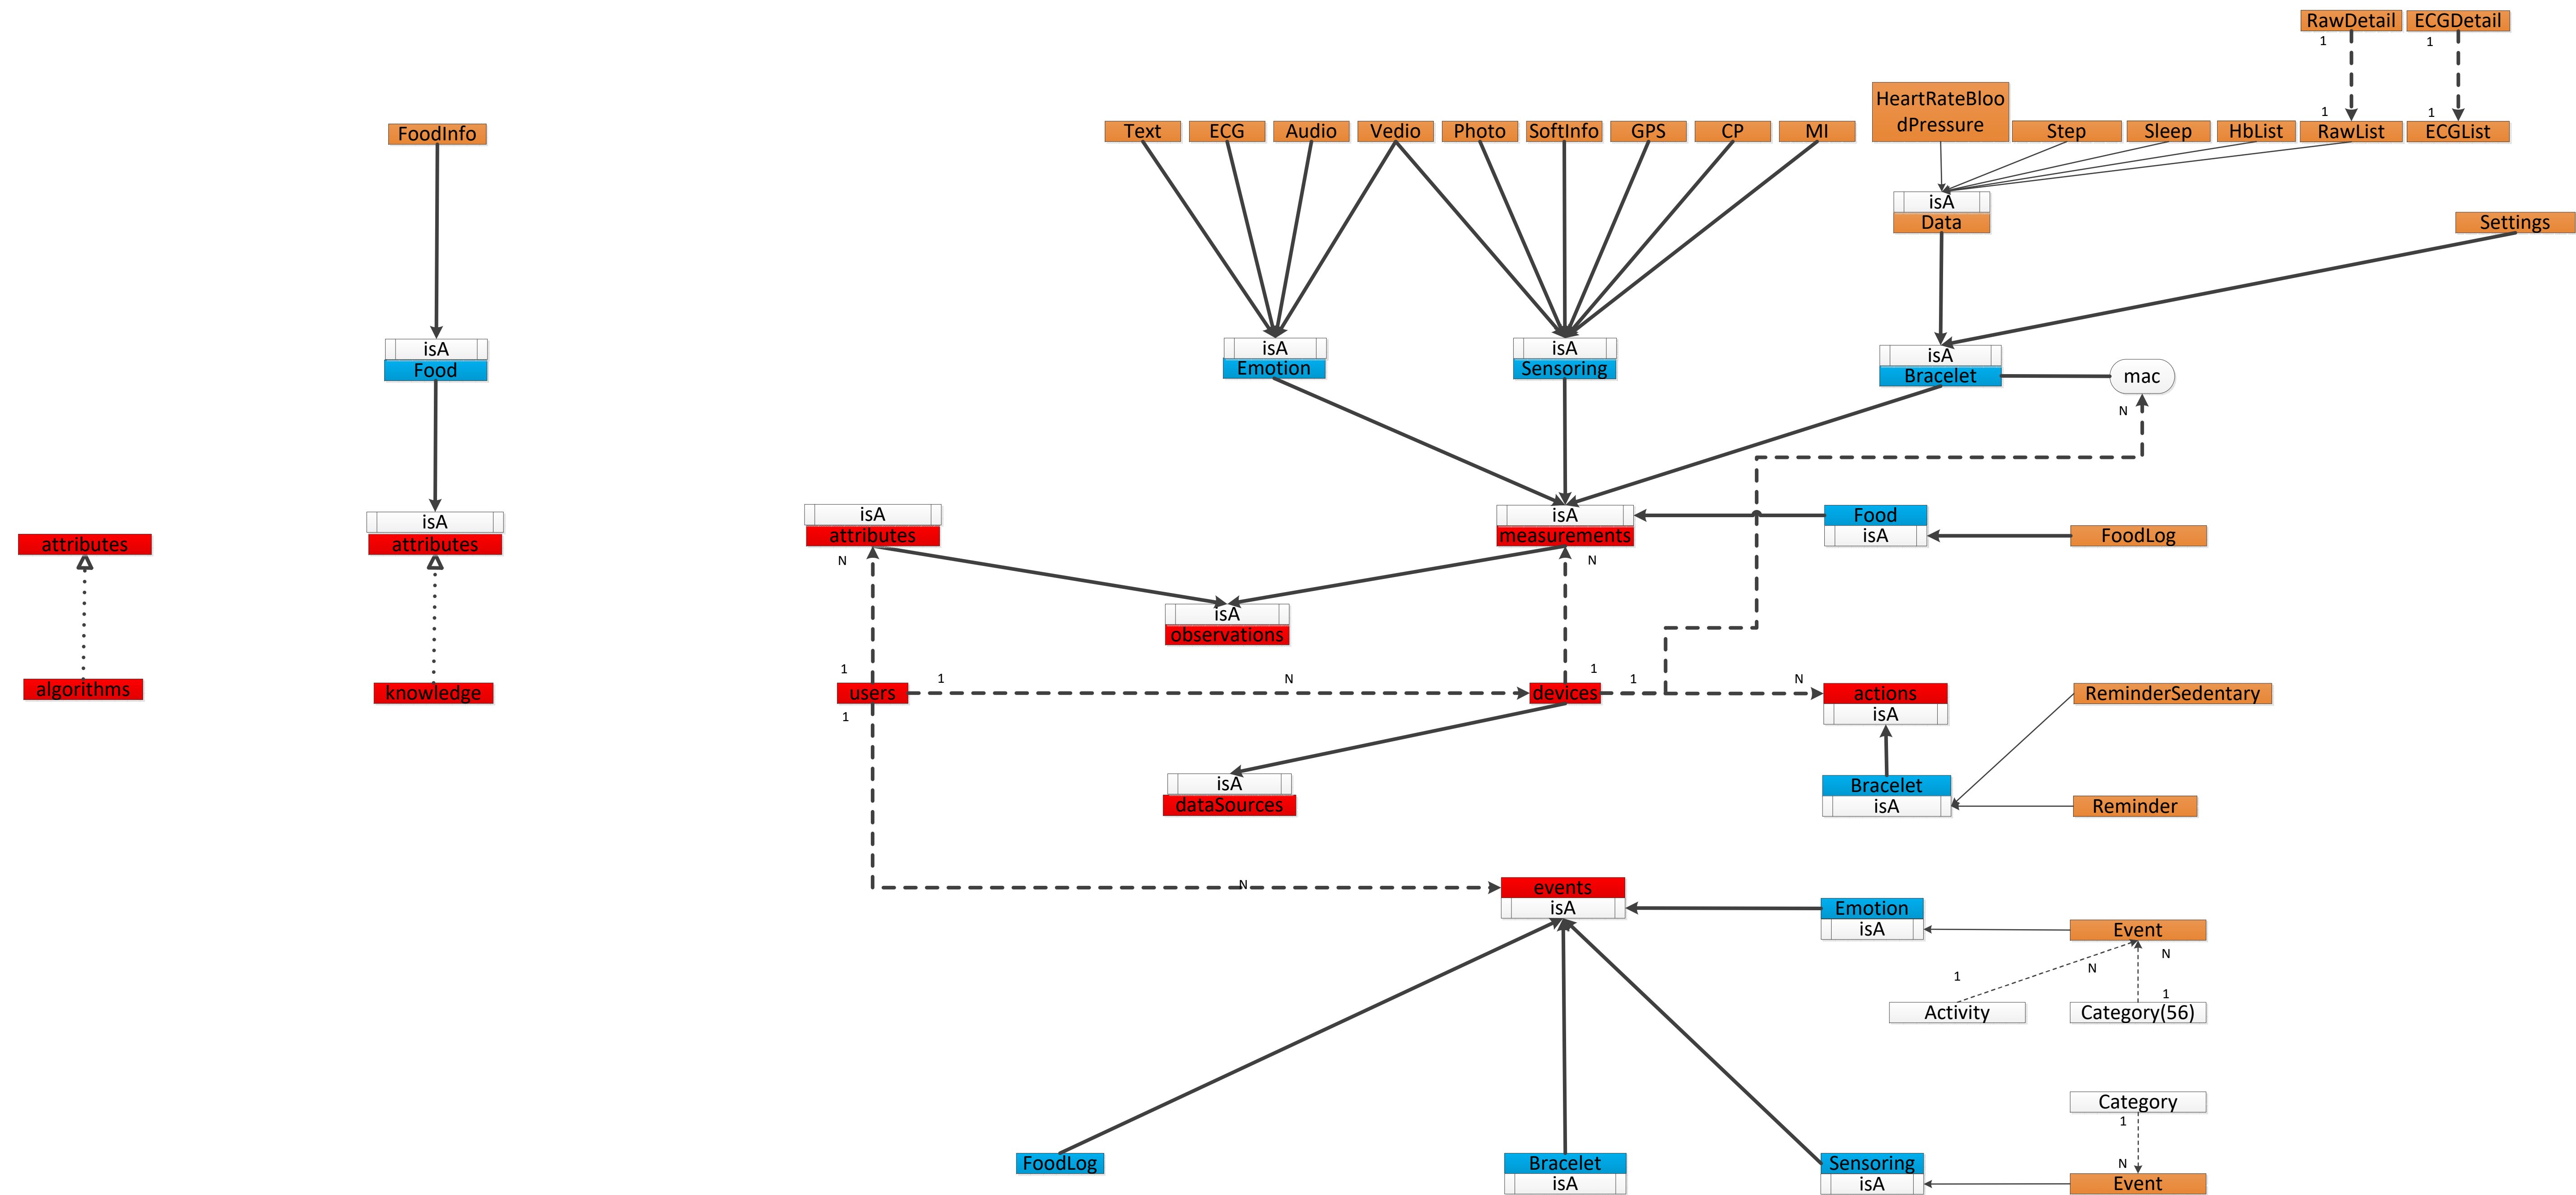 RawDetail
ECGDetail
1
1
HeartRateBloo
dPressure
1
1
FoodInfo
Text
ECG
Audio
Vedio
Photo
SoftInfo
GPS
CP
MI
Step
Sleep
HbList
RawList
ECGList
isA
Data
Settings
isA
Food
isA
Emotion
isA
Sensoring
isA
Bracelet
mac
N
isA
attributes
isA
measurements
Food
isA
FoodLog
attributes
isA
attributes
N
N
isA
observations
1
1
N
1
1
N
algorithms
knowledge
users
devices
actions
isA
ReminderSedentary
1
isA
dataSources
Bracelet
isA
Reminder
N
events
isA
Emotion
isA
Event
N
N
1
1
Activity
Category(56)
Category
1
N
FoodLog
Bracelet
isA
Sensoring
isA
Event